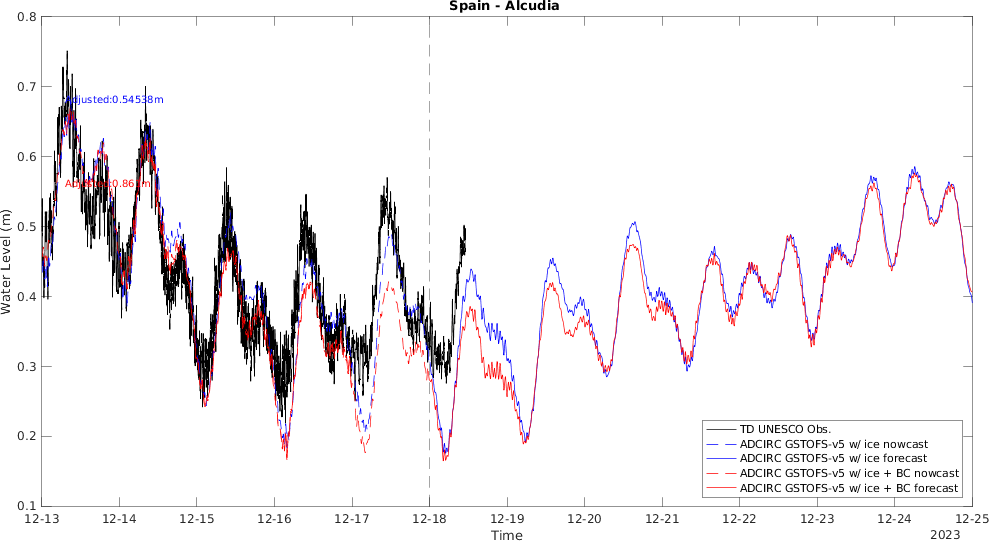 Spain - Alcudia
0.8
0.7
0.6
0.5
0.4
0.3
0.2
0.1
Water Level (m)
Adjusted:0.54538m
TD UNESCO Obs.
ADCIRC GSTOFS-v5 w/ ice nowcast
ADCIRC GSTOFS-v5 w/ ice forecast
ADCIRC GSTOFS-v5 w/ ice + BC nowcast
ADCIRC GSTOFS-v5 w/ ice + BC forecast
12-13 12-14 12-15 12-16 12-17 12-18 12-19 12-20 12-21 12-22 12-23 12-24 12-25
Time
2023